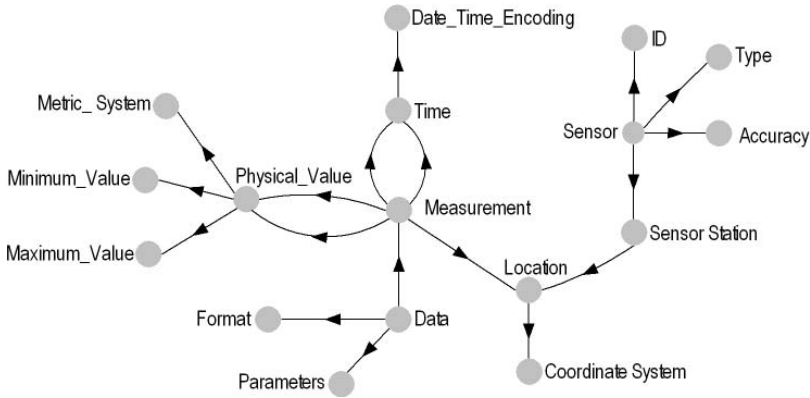 Date_Time_Encoding
ID
Type
Metric_ System
Time
Sensor
Accuracy
Minimum_Value
Physical_Value
Measurement
Sensor Station
Maximum_Value
Location
Format
Data
Parameters
Coordinate System